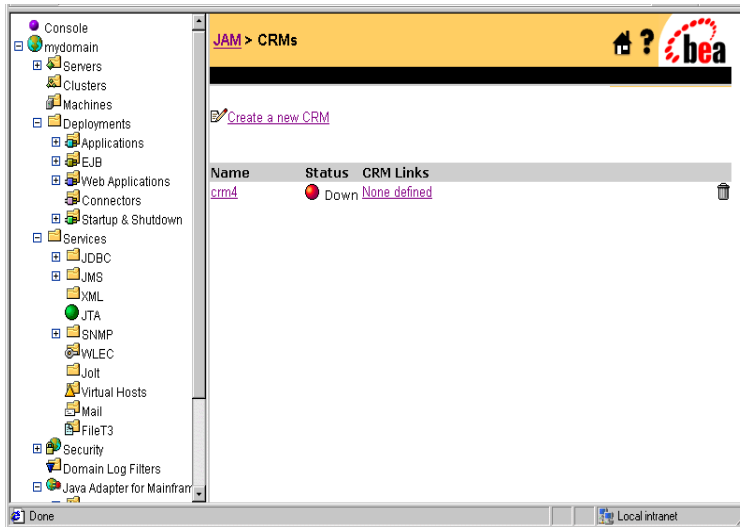 Console
mydomain
Servers
Clusters
Machines
Deployments
Applications
EJB
Web Applications
Connectors
Startup & Shutdown
Services
JDBC
JMS
XML
JTA
SNMP
WLEC
Jolt
Virtual Hosts
Mail
FileT3
Security
Domain Log Filters
Java Adapter for Mainfram
JAM > CRMs
? bea
Create a new CRM
Name Status CRM Links
crm4 Down None defined
Done Local intranet